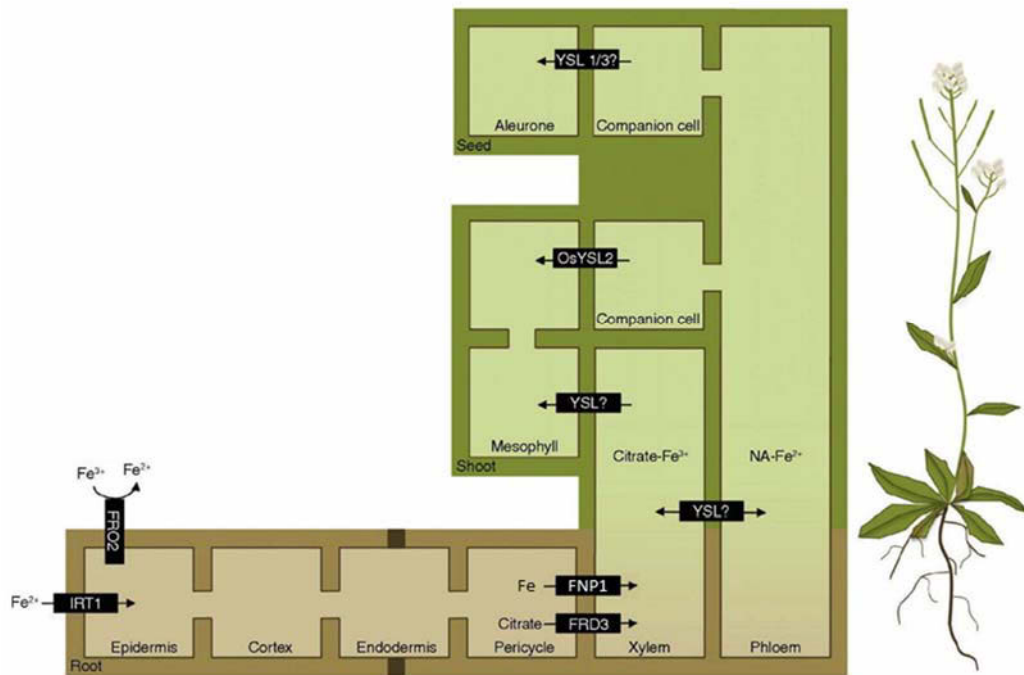 YSL 1/3?
Aleurone
Companion cell
Seed
OsYSL2
Companion cell
YSL?
Mesophyll
Citrate-Fe³⁺
NA-Fe²⁺
Shoot
Fe³⁺
Fe²⁺
FRO2
YSL?
Fe²⁺
IRT1
Fe
FNP1
Citrate
FRD3
Epidermis
Cortex
Endodermis
Pericycle
Xylem
Phloem
Root